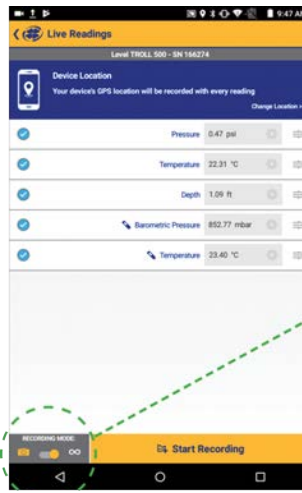 9:47 AM
Live Readings
Level TROLL 500 - SN 166274
Device Location
Your device's GPS location will be recorded with every reading
Change Location
Pressure 0.47 psi
Temperature 22.31 °C
Depth 1.09 ft
Barometric Pressure 852.77 mbar
Temperature 23.40 °C
RECORDING MODE
Start Recording